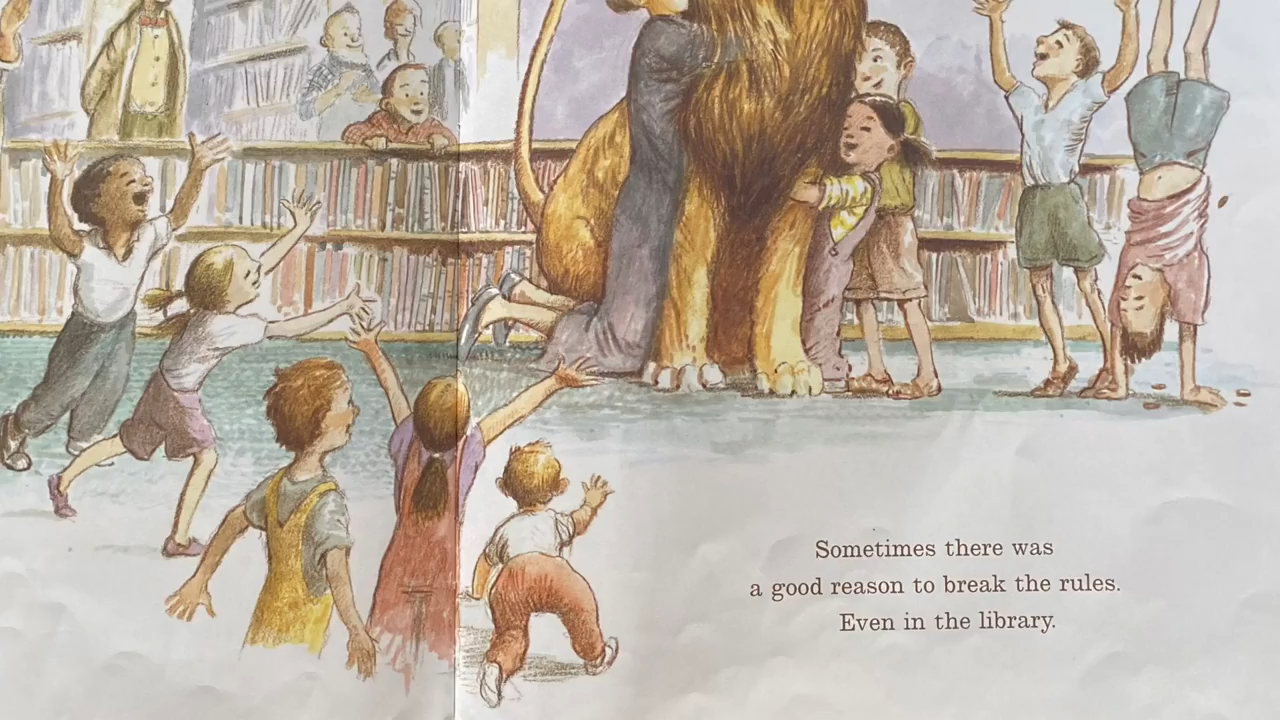 Sometimes there was
a good reason to break the rules.
Even in the library.